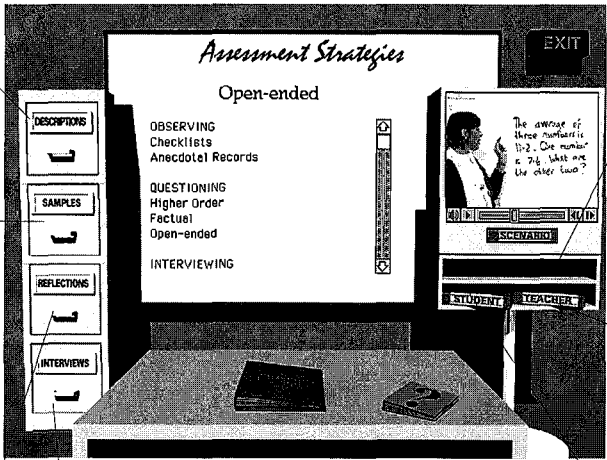 Assessment Strategies
EXIT
Open-ended
DESCRIPTIONS
SAMPLES
REFLECTIONS
INTERVIEWS
OBSERVING
Checklists
Anecdotal Records
QUESTIONING
Higher Order
Factual
Open-ended
INTERVIEWING
The average of
three numbers is
11.2. One number
is 7.6. What are
the other two?
SCENARIO
STUDENT
TEACHER
?